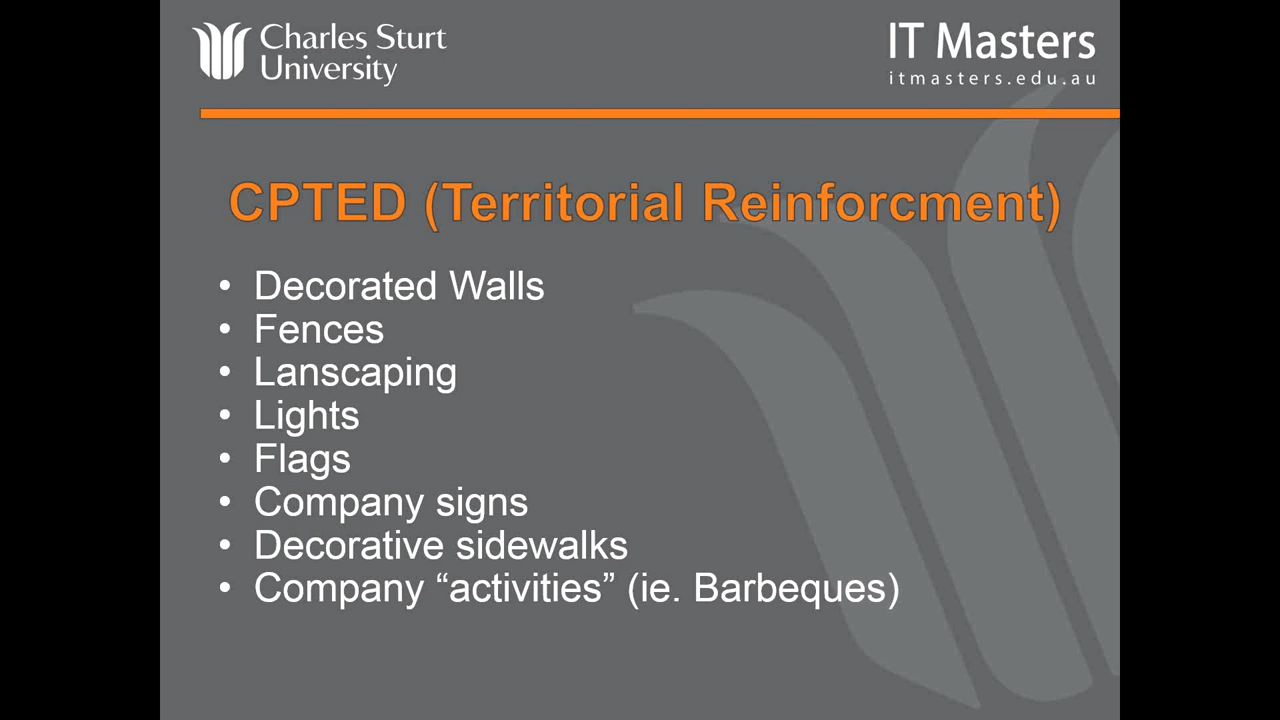 Charles Sturt
University
IT Masters
itmasters.edu.au
CPTED (Territorial Reinforcment)
• Decorated Walls
• Fences
• Lanscaping
• Lights
• Flags
• Company signs
• Decorative sidewalks
• Company “activities” (ie. Barbeques)